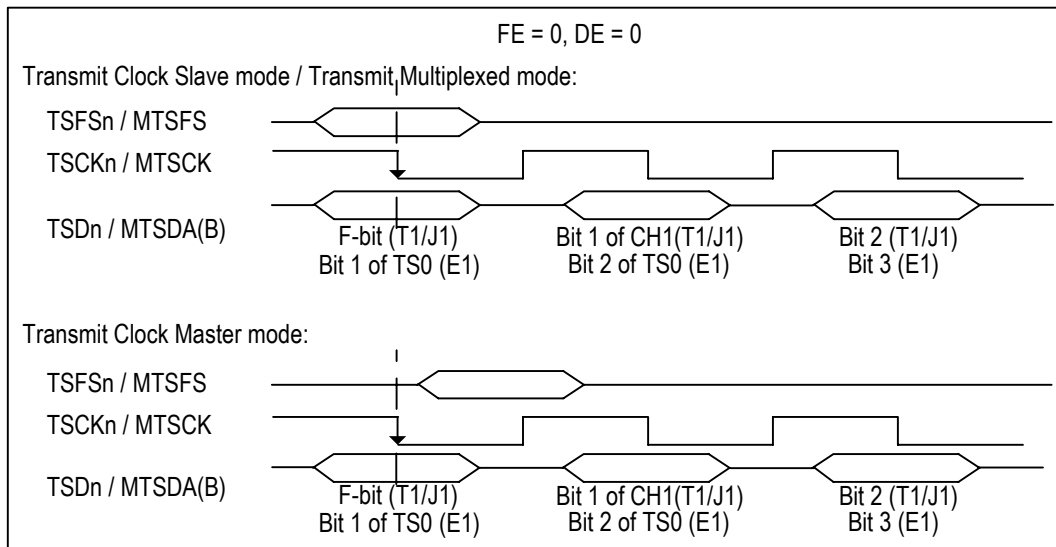 FE = 0, DE = 0
Transmit Clock Slave mode / Transmit Multiplexed mode:
TSFSn / MTSFS
TSCKn / MTSCK
TSDn / MTSDA(B)
F-bit (T1/J1)
Bit 1 of TS0 (E1)
Bit 1 of CH1(T1/J1)
Bit 2 of TS0 (E1)
Bit 2 (T1/J1)
Bit 3 (E1)
Transmit Clock Master mode:
TSFSn / MTSFS
TSCKn / MTSCK
TSDn / MTSDA(B)
F-bit (T1/J1)
Bit 1 of TS0 (E1)
Bit 1 of CH1(T1/J1)
Bit 2 of TS0 (E1)
Bit 2 (T1/J1)
Bit 3 (E1)